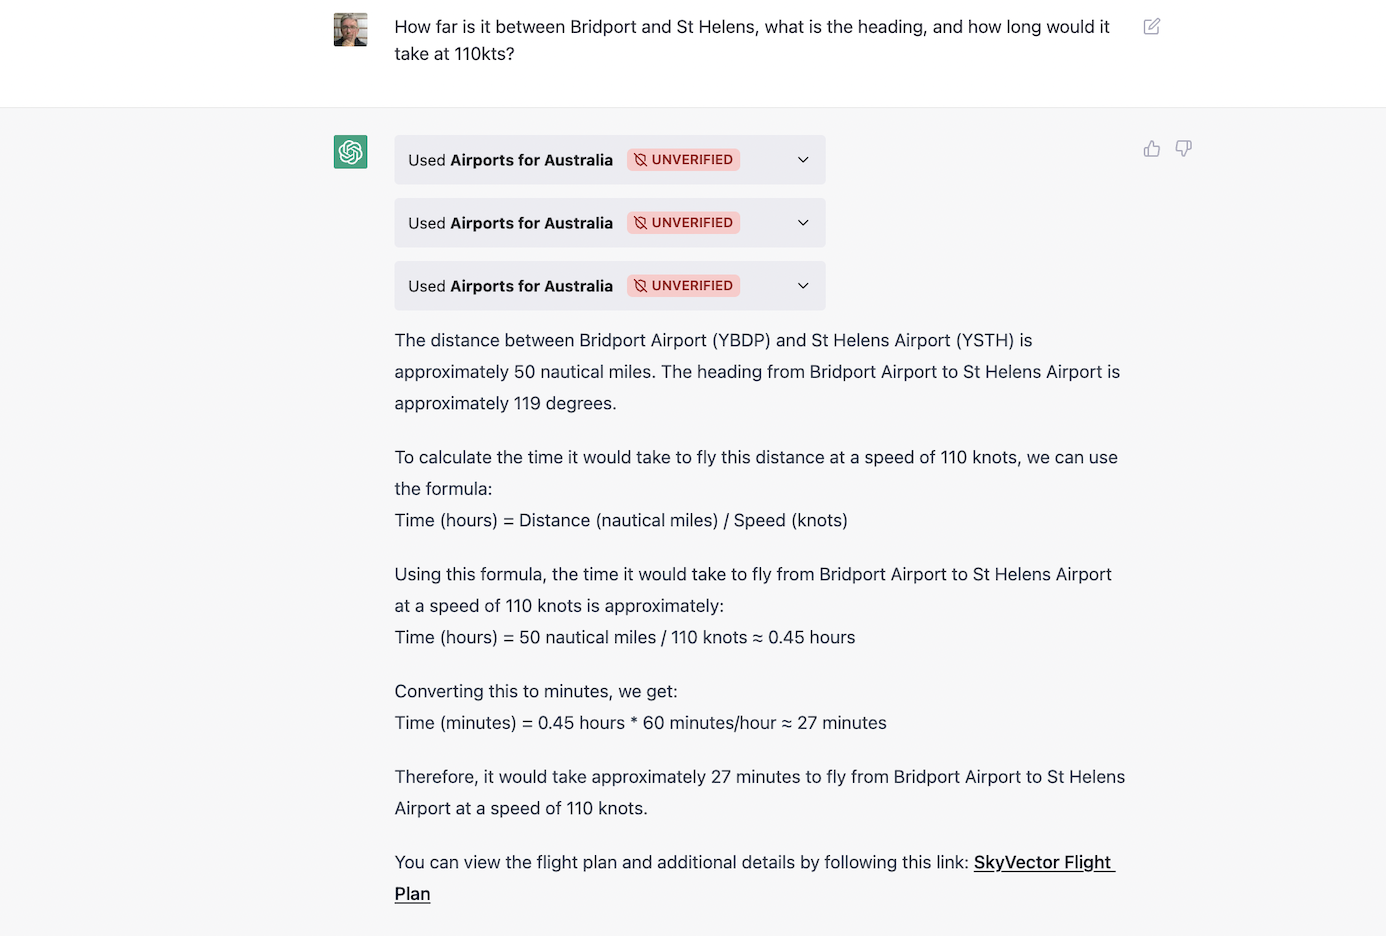 How far is it between Bridport and St Helens, what is the heading, and how long would it
take at 110kts?
Used Airports for Australia UNVERIFIED
Used Airports for Australia UNVERIFIED
Used Airports for Australia UNVERIFIED
The distance between Bridport Airport (YBDP) and St Helens Airport (YSTH) is
approximately 50 nautical miles. The heading from Bridport Airport to St Helens Airport is
approximately 119 degrees.
To calculate the time it would take to fly this distance at a speed of 110 knots, we can use
the formula:
Time (hours) = Distance (nautical miles) / Speed (knots)
Using this formula, the time it would take to fly from Bridport Airport to St Helens Airport
at a speed of 110 knots is approximately:
Time (hours) = 50 nautical miles / 110 knots ≈ 0.45 hours
Converting this to minutes, we get:
Time (minutes) = 0.45 hours * 60 minutes/hour ≈ 27 minutes
Therefore, it would take approximately 27 minutes to fly from Bridport Airport to St Helens
Airport at a speed of 110 knots.
You can view the flight plan and additional details by following this link: SkyVector Flight
Plan